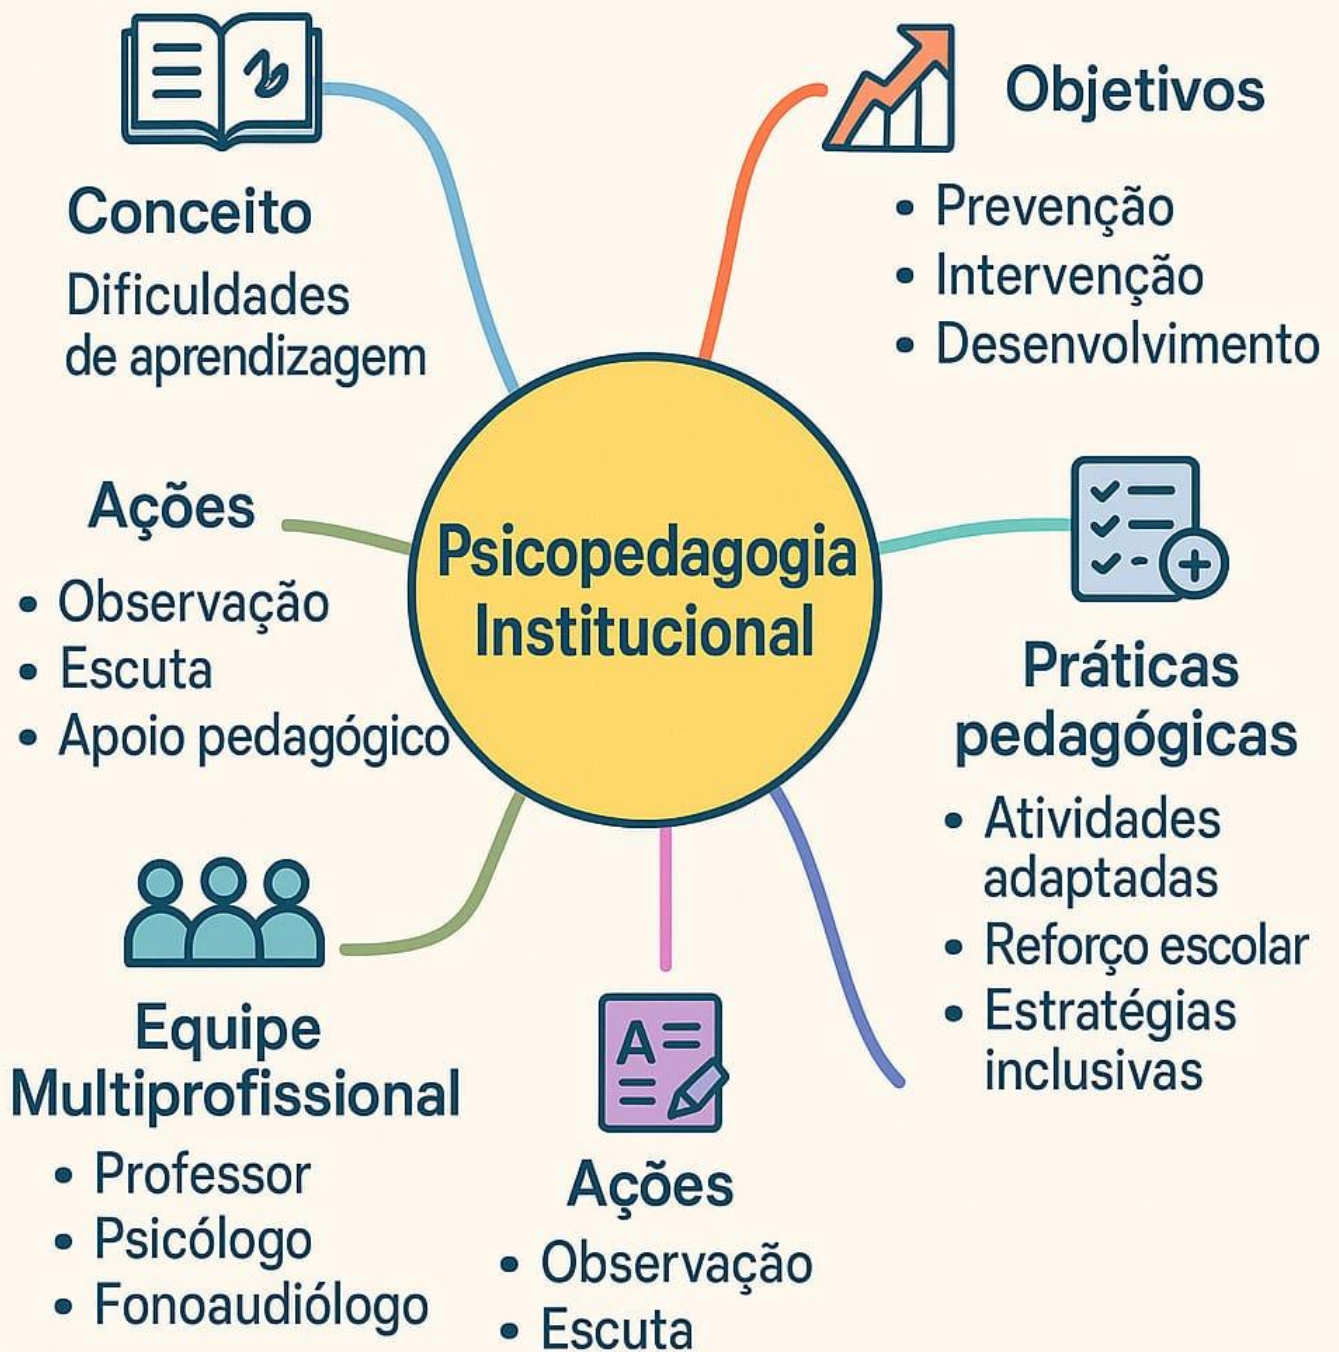 Conceito
Dificuldades
de aprendizagem
Objetivos
• Prevenção
• Intervenção
• Desenvolvimento
Ações
• Observação
• Escuta
• Apoio pedagógico
Psicopedagogia
Institucional
Práticas
pedagógicas
• Atividades
adaptadas
• Reforço escolar
• Estratégias
inclusivas
Equipe
Multiprofissional
• Professor
• Psicólogo
• Fonoaudiólogo
A
Ações
• Observação
• Escuta